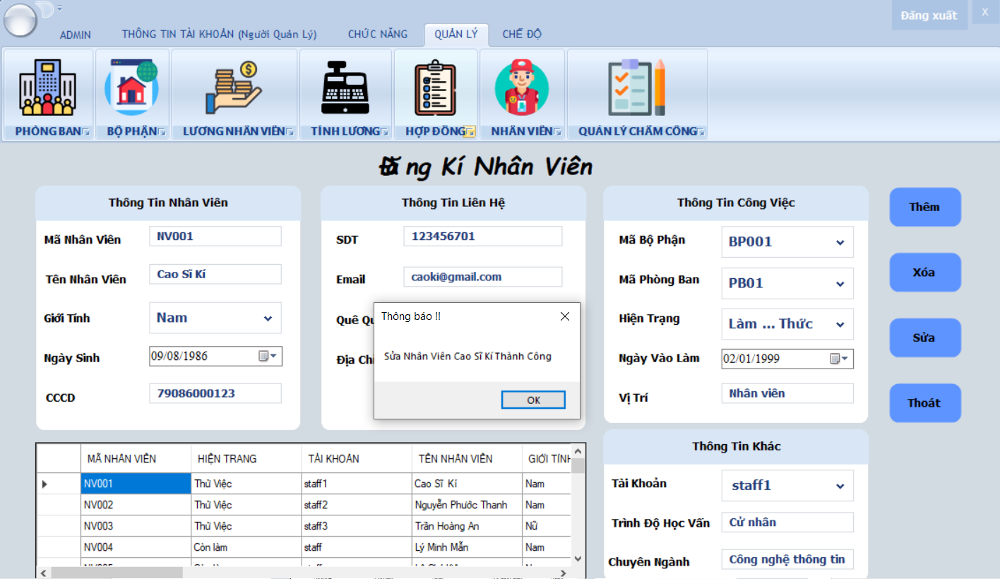 Đăng xuất
X
ADMIN
THÔNG TIN TÀI KHOẢN (Người Quản Lý)
CHỨC NĂNG
QUẢN LÝ
CHẾ ĐỘ
PHÒNG BAN
BỘ PHẬN
LƯƠNG NHÂN VIÊN
TÍNH LƯƠNG
HỢP ĐỒNG
NHÂN VIÊN
QUẢN LÝ CHẤM CÔNG
Đăng Kí Nhân Viên
Thông Tin Nhân Viên
Mã Nhân Viên NV001
Tên Nhân Viên Cao Sĩ Kí
Giới Tính Nam
Ngày Sinh 09/08/1986
CCCD 79086000123
Thông Tin Liên Hệ
SDT 123456701
Email caoki@gmail.com
Quê
Địa
Thông báo !!
Sửa Nhân Viên Cao Sĩ Kí Thành Công
OK
Thông Tin Công Việc
Mã Bộ Phận BP001
Mã Phòng Ban PB01
Hiện Trạng Làm ... Thức
Ngày Vào Làm 02/01/1999
Vị Trí Nhân viên
Thêm
Xóa
Sửa
Thoát
MÃ NHÂN VIÊN HIỆN TRẠNG TÀI KHOẢN TÊN NHÂN VIÊN GIỚI TÍNH
NV001 Thử Việc staff1 Cao Sĩ Kí Nam
NV002 Thử Việc staff2 Nguyễn Phước Thanh Nam
NV003 Thử Việc staff3 Trần Hoàng An Nữ
NV004 Còn làm staff Lý Minh Mẫn Nam
Thông Tin Khác
Tài Khoản staff1
Trình Độ Học Vấn Cử nhân
Chuyên Ngành Công nghệ thông tin